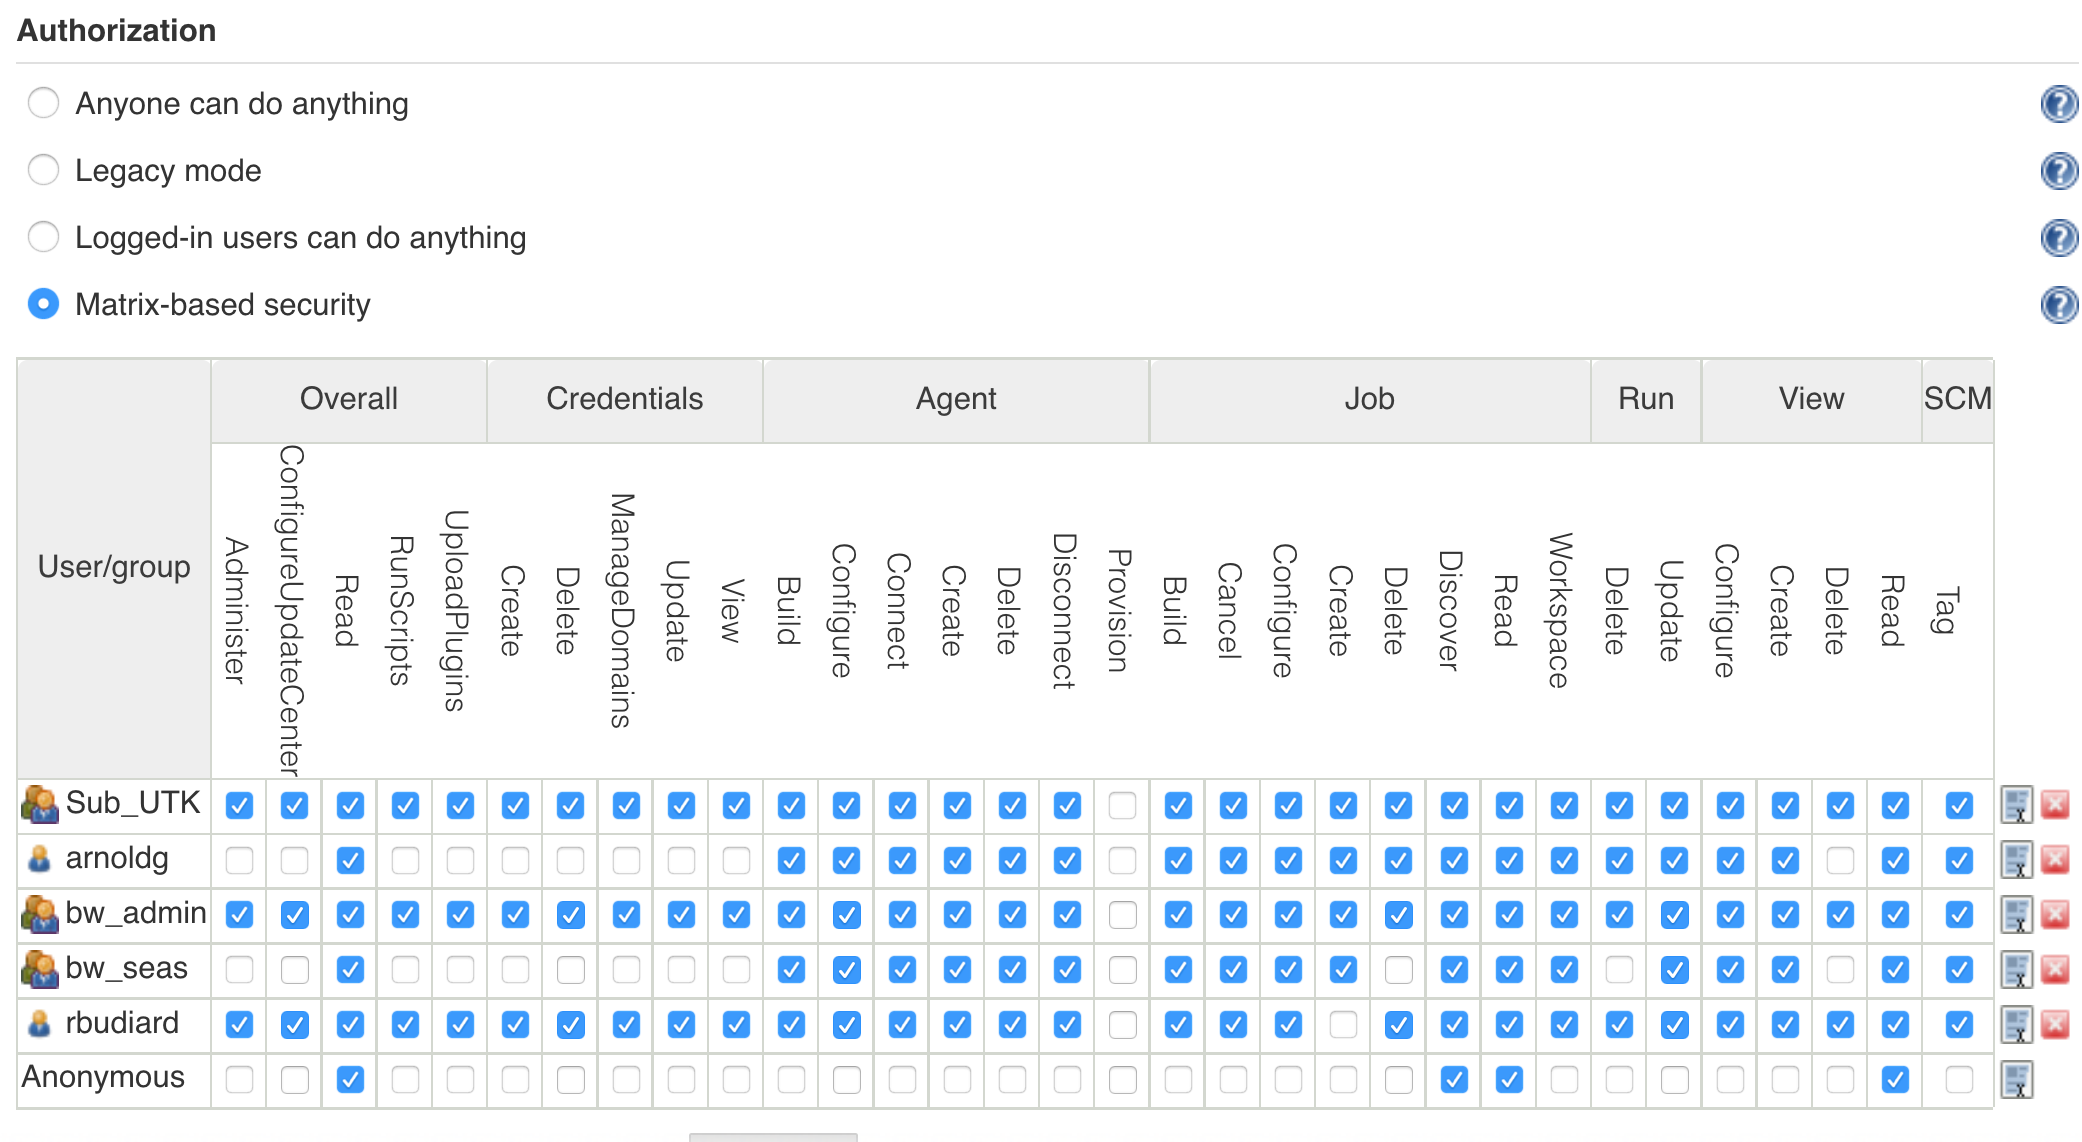 Authorization
Anyone can do anything
Legacy mode
Logged-in users can do anything
Matrix-based security
User/group Overall Credentials Agent Job Run View SCM
Administer ConfigureUpdateCenter Read RunScripts UploadPlugins Create Delete ManageDomains Update View Build Configure Connect Create Delete Disconnect Provision Build Cancel Configure Create Delete Discover Read Workspace Delete Update Configure Create Delete Read Tag
Sub_UTK
arnoldg
bw_admin
bw_seas
rbudiard
Anonymous